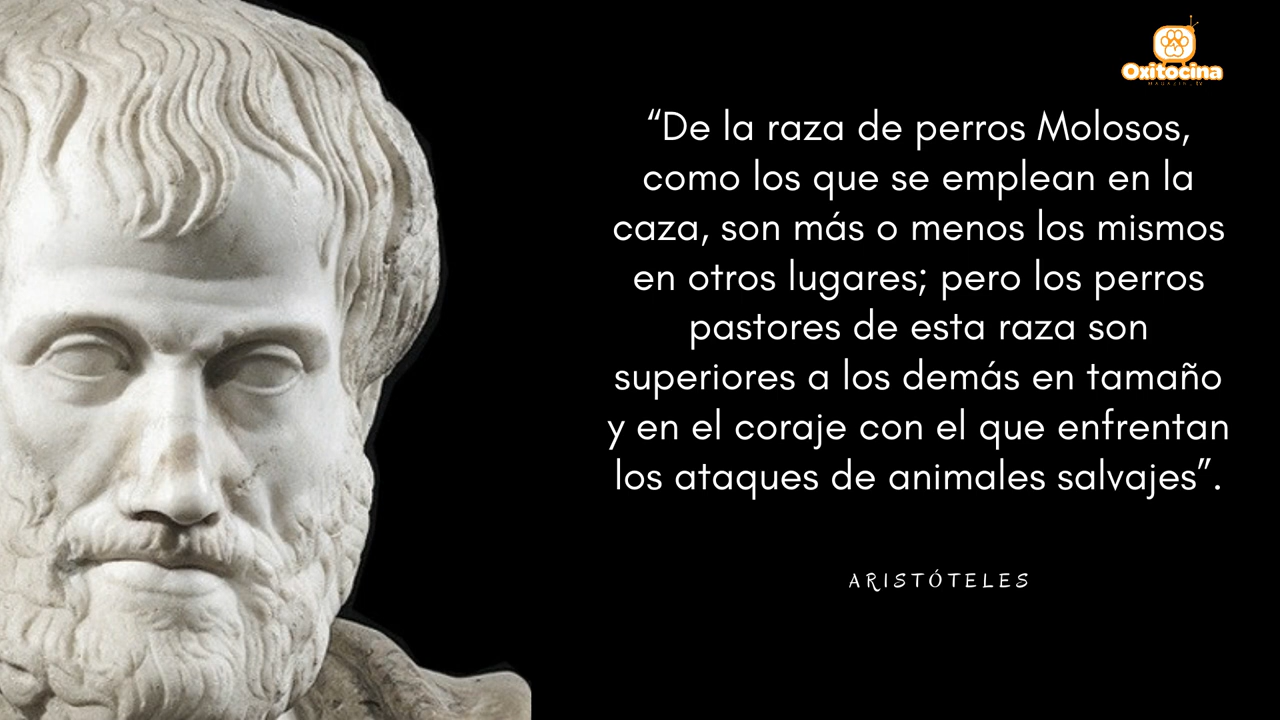 Oxitocina
“De la raza de perros Molosos,
como los que se emplean en la
caza, son más o menos los mismos
en otros lugares; pero los perros
pastores de esta raza son
superiores a los demás en tamaño
y en el coraje con el que enfrentan
los ataques de animales salvajes”.
ARISTÓTELES